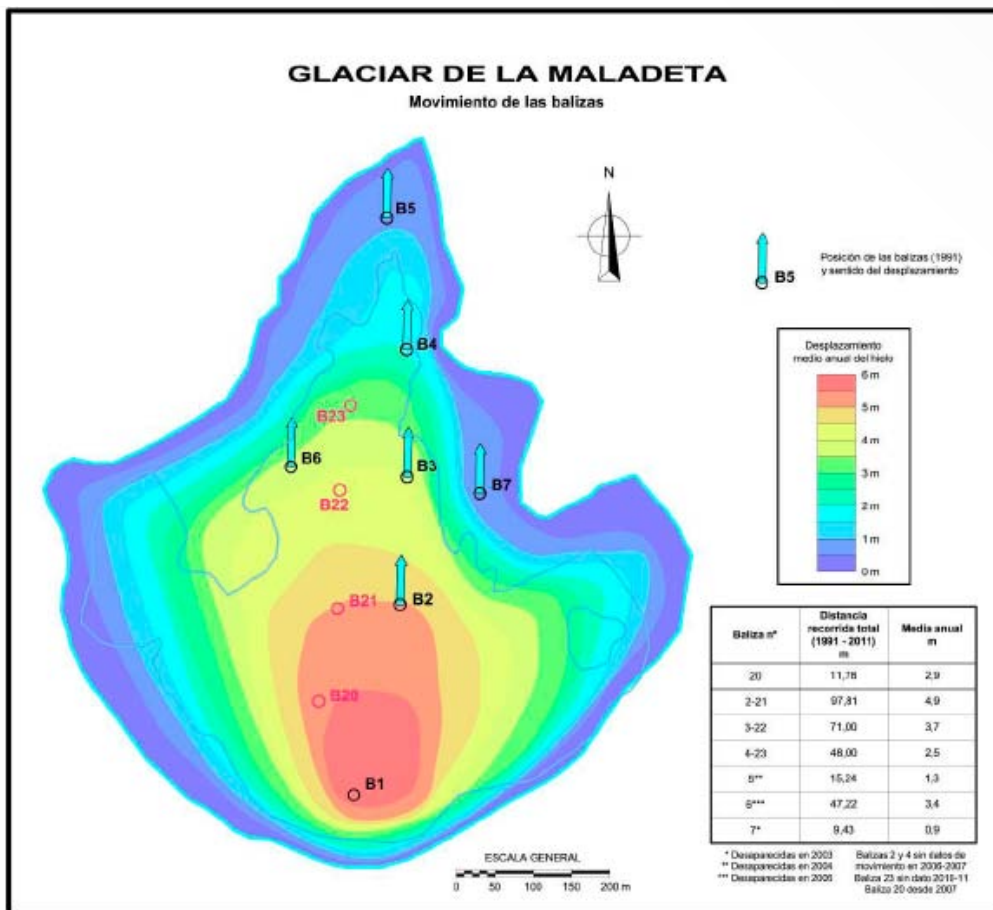 GLACIAR DE LA MALADETA
Movimiento de las balizas
N
B5
B5
Posición de las balizas (1991)
y sentido del desplazamiento
B4
B23
B6
B3
B7
B22
B2
B21
B20
B1
Desplazamiento
medio anual del hielo
6 m
5 m
4 m
3 m
2 m
1 m
0 m
Baliza nº
Distancia
recorrida total
(1991 - 2011)
m
Media anual
m
20 11,78 2,9
2-21 97,81 4,9
3-22 71,00 3,7
4-23 48,00 2,5
5** 15,24 1,3
6*** 47,22 3,4
7* 9,43 0,9
* Desaparecidas en 2003
** Desaparecidas en 2004
*** Desaparecidas en 2005
Balizas 2 y 4 sin datos de
movimiento en 2006-2007
Baliza 23 sin dato 2010-11
Baliza 20 desde 2007
ESCALA GENERAL
0 50 100 150 200 m